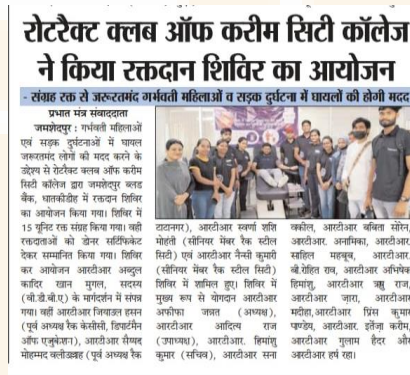 रोटरैक्ट क्लब ऑफ करीम सिटी कॉलेज
ने किया रक्तदान शिविर का आयोजन
- संग्रह रक्त से जरूरतमंद गर्भवती महिलाओं व सड़क दुर्घटना में घायलों की होगी मदद
प्रभात मंत्र संवाददाता
जमशेदपुर : गर्भवती महिलाओं
एवं सड़क दुर्घटनाओं में घायल
जरूरतमंद लोगों की मदद करने के
उद्देश्य से रोटरैक्ट क्लब ऑफ करीम
सिटी कॉलेज द्वारा जमशेदपुर ब्लड
बैंक, घातकीडीह में रक्तदान शिविर
का आयोजन किया गया। शिविर में
15 यूनिट रक्त संग्रह किया गया। वहीं
रक्तदाताओं को डोनर सर्टिफिकेट
देकर सम्मानित किया गया। शिविर
का आयोजन आरटीआर अब्दुल
कादिर खान मुगल, सदस्य
(वी.डी.बी.ए) के मार्गदर्शन में संपन्न
गया। वहीं आरटीआर जियाउल हसन
(पूर्व अध्यक्ष रैक केसीसी, डिपार्टमेंन
ऑफ एजुकेशन), आरटीआर सैय्यद
मोहम्मद वलीउल्लाह (पूर्व अध्यक्ष रैक
टाटानगर), आरटीआर स्वर्णा शशि
मोहंती (सीनियर मेंबर रैक स्टील
सिटी) एवं आरटीआर नैन्सी कुमारी
(सीनियर मेंबर रैक स्टील सिटी)
शिविर में शामिल हुए। शिविर में
मुख्य रूप से योगदान आरटीआर
अफीफा जन्नत (अध्यक्ष),
आरटीआर आदित्य राज
(उपाध्यक्ष), आरटीआर. हिमांशु
कुमार (सचिव), आरटीआर सना
वकील, आरटीआर बबिता सोरेन,
आरटीआर. अनामिका, आरटीआर
साहिल महबूब, आरटीआर.
बी.रोहित राव, आरटीआर अभिषेक
हिमांशु, आरटीआर राज,
आरटीआर ज़ारा, आरटीआर
मदीहा,आरटीआर प्रिंस कुमार
पाण्डेय, आरटीआर. इतेंज़ा करीम,
आरटीआर गुलाम हैदर और
आरटीआर हर्ष रहा।